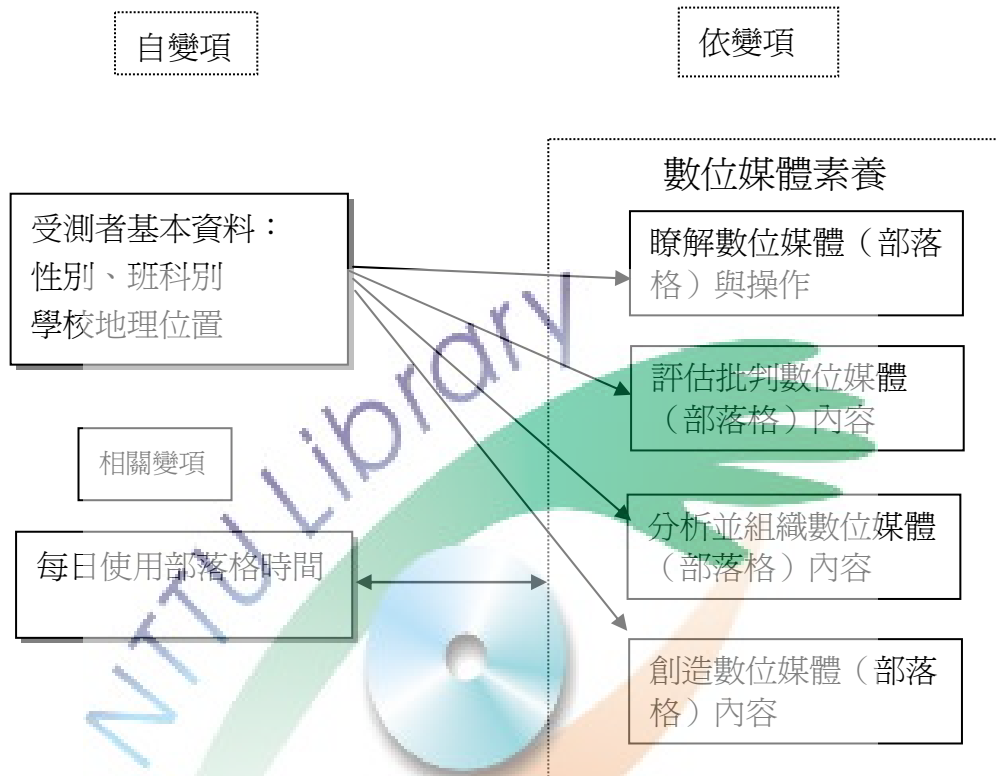 自變項
依變項
數位媒體素養
受測者基本資料：
性別、班科別
學校地理位置
瞭解數位媒體（部落
格）與操作
評估批判數位媒體
（部落格）內容
相關變項
每日使用部落格時間
分析並組織數位媒體
（部落格）內容
創造數位媒體（部落
格）內容
NTTU Library